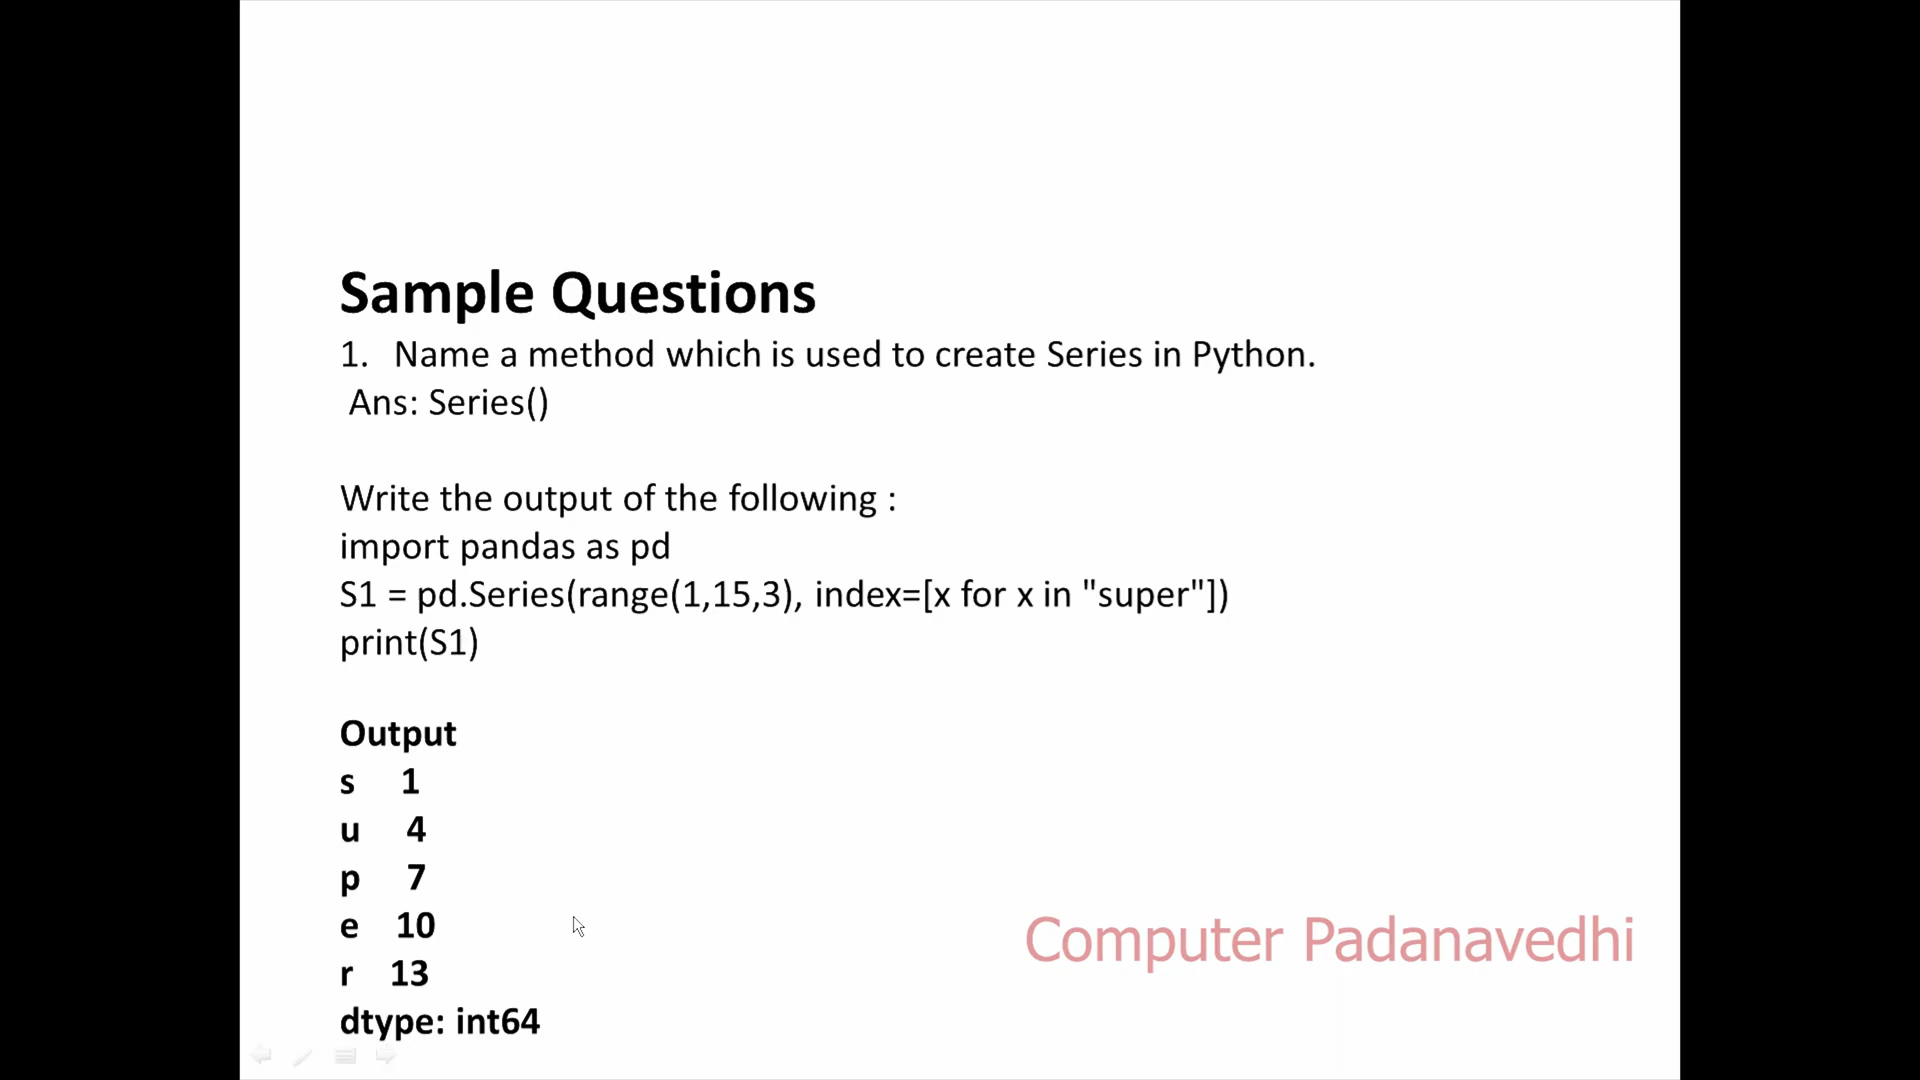 Sample Questions
1. Name a method which is used to create Series in Python.
Ans: Series()
Write the output of the following :
import pandas as pd
S1 = pd.Series(range(1,15,3), index=[x for x in "super"])
print(S1)
Output
s 1
u 4
p 7
e 10
r 13
dtype: int64
Computer Padanavedhi